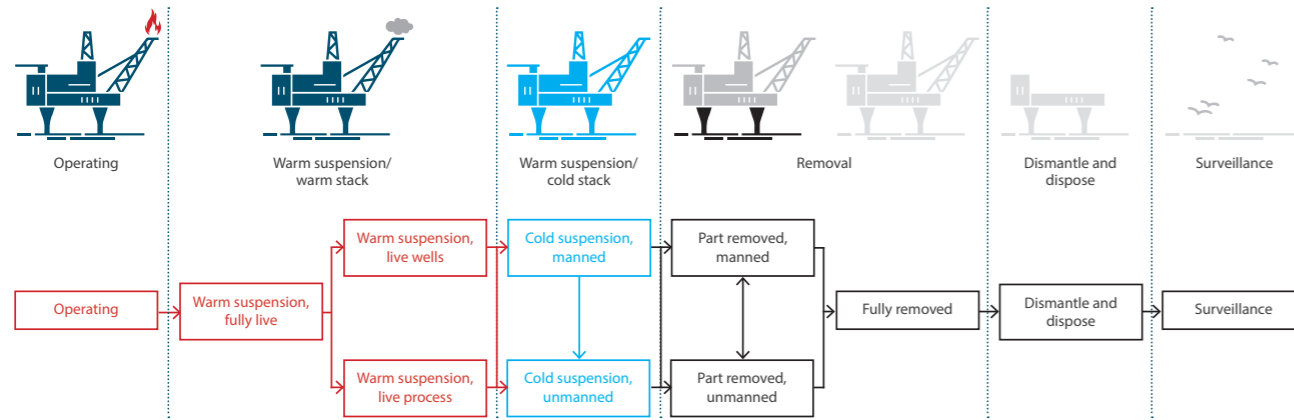 Operating
Warm suspension/
warm stack
Warm suspension/
cold stack
Removal
Dismantle and
dispose
Surveillance
Warm suspension,
live wells
Cold suspension,
manned
Part removed,
manned
Operating
Warm suspension,
fully live
Fully removed
Dismantle and
dispose
Surveillance
Warm suspension,
live process
Cold suspension,
unmanned
Part removed,
unmanned